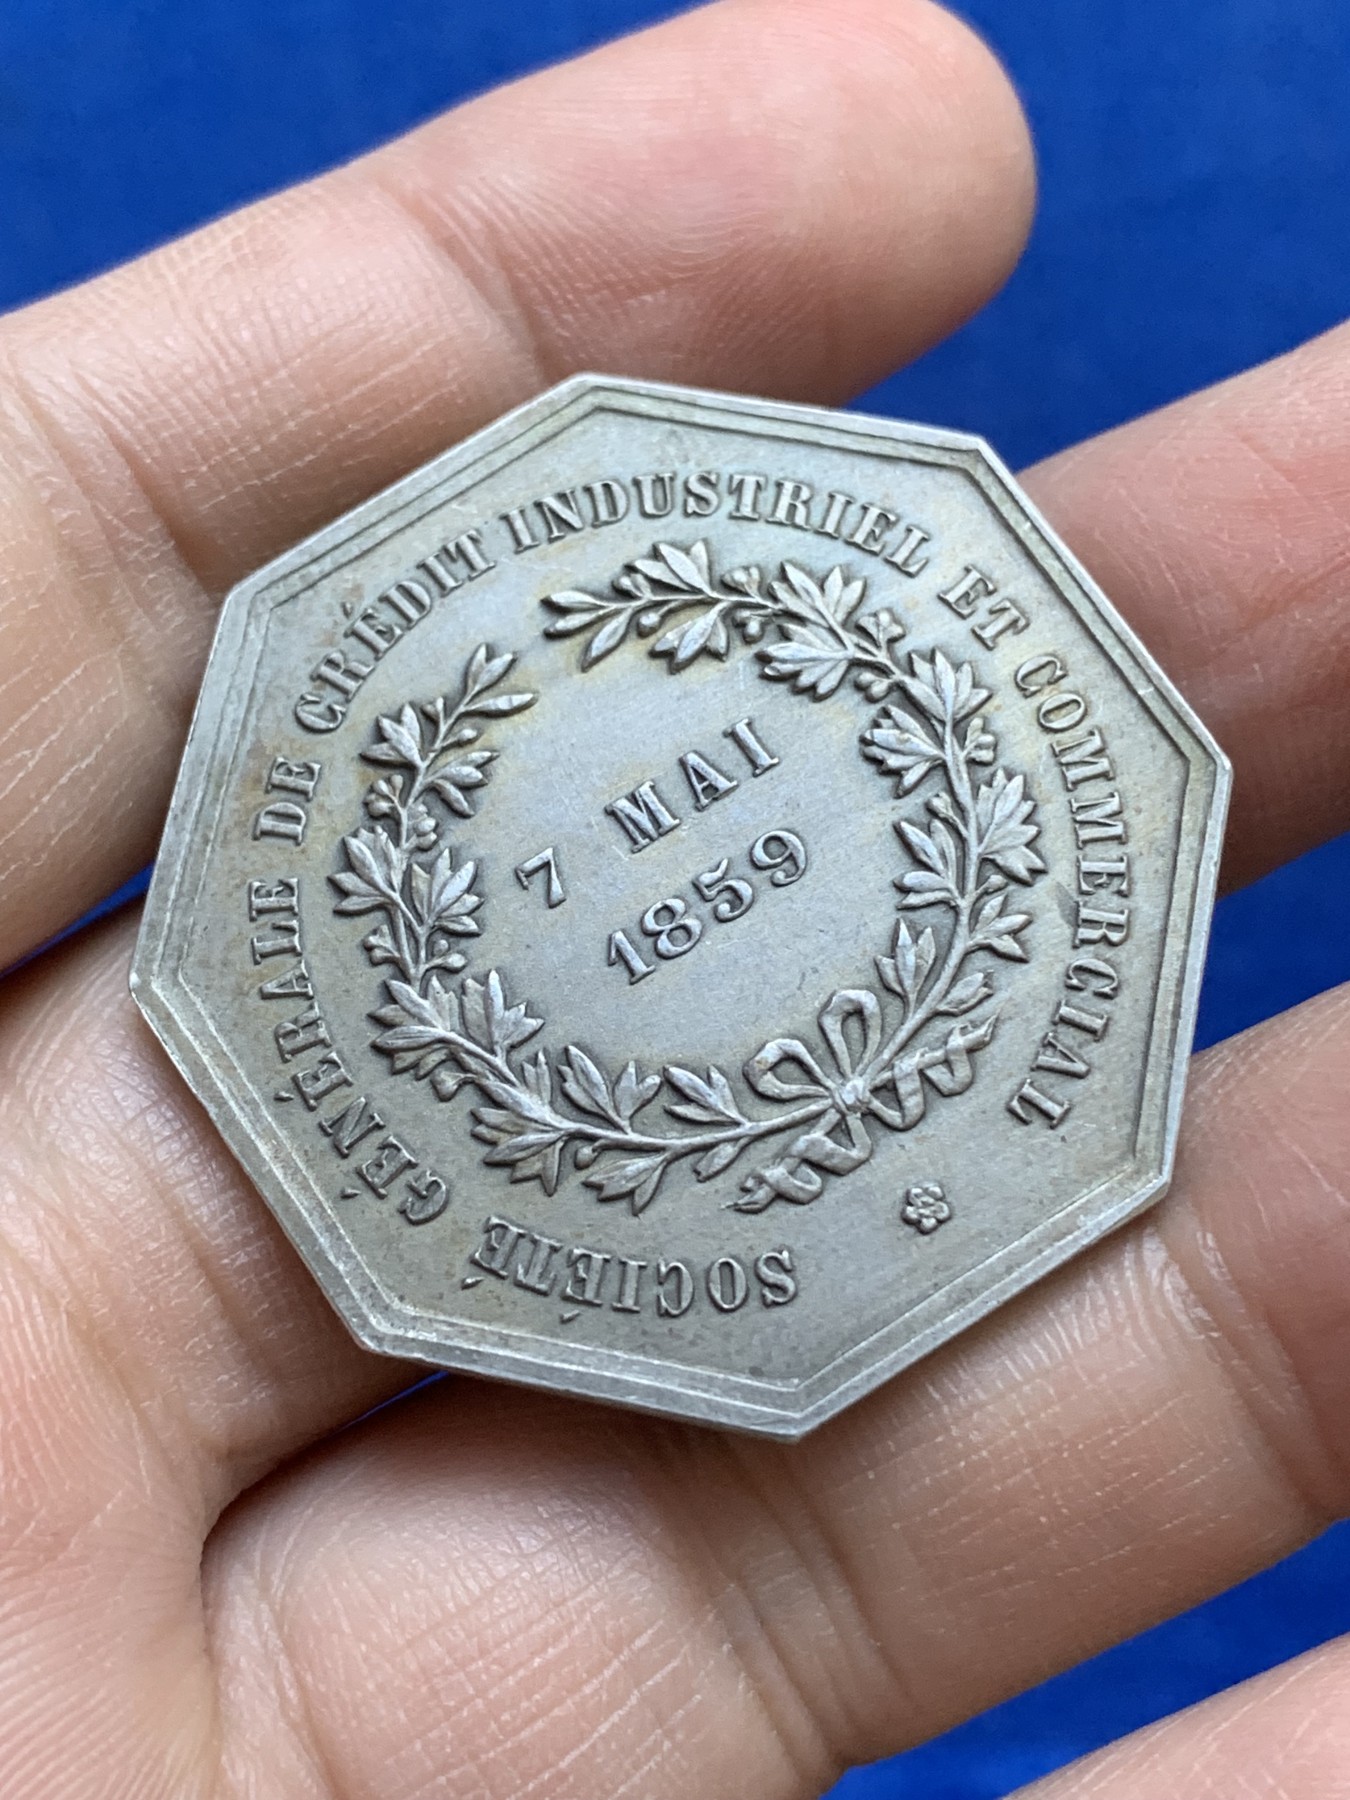 SOCIÉTÉ GÉNÉRALE DE CRÉDIT INDUSTRIEL ET COMMERCIAL
7 MAI
1859